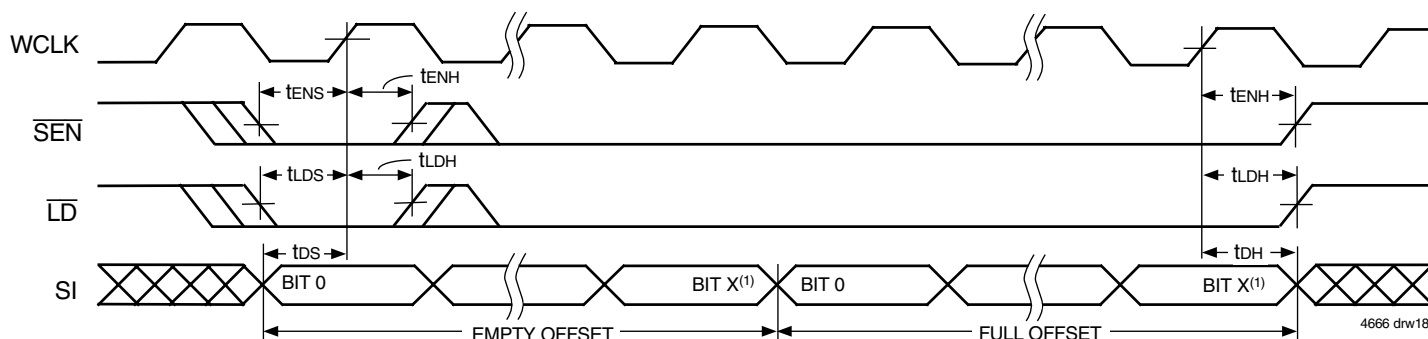 WCLK
tENS
tENH
tENH
SEN
tLDS
tLDH
tLDH
LD
tDS
tDH
SI
BIT 0
BIT X(1)
BIT 0
BIT X(1)
EMPTY OFFSET
FULL OFFSET
4666 drw18